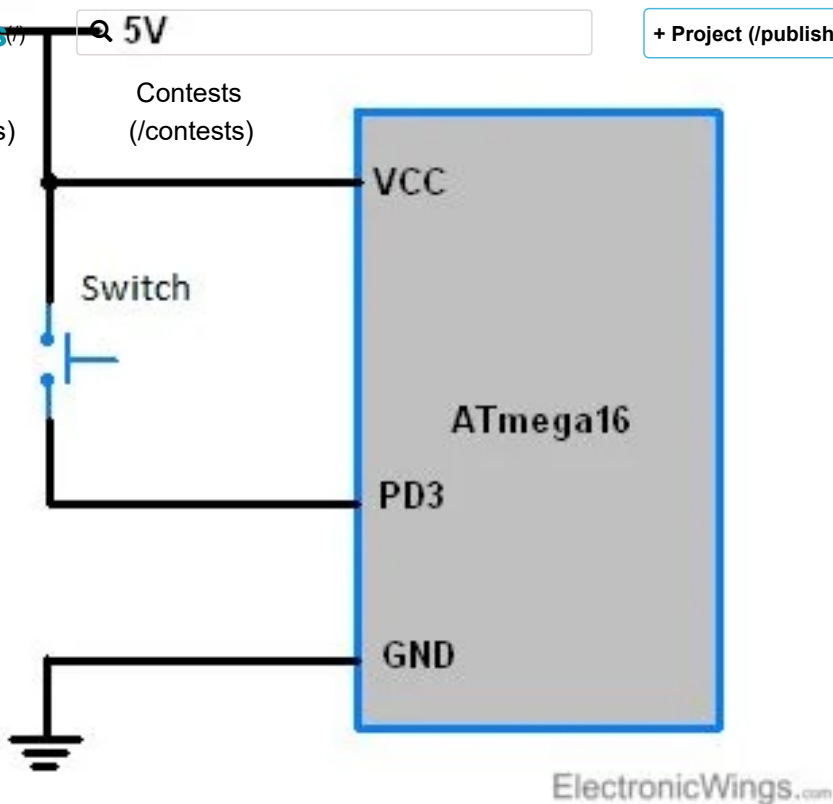 s(/) 5V + Project (/publish
Contests
s) (/contests)
VCC
Switch
ATmega16
PD3
GND
ElectronicWings.com